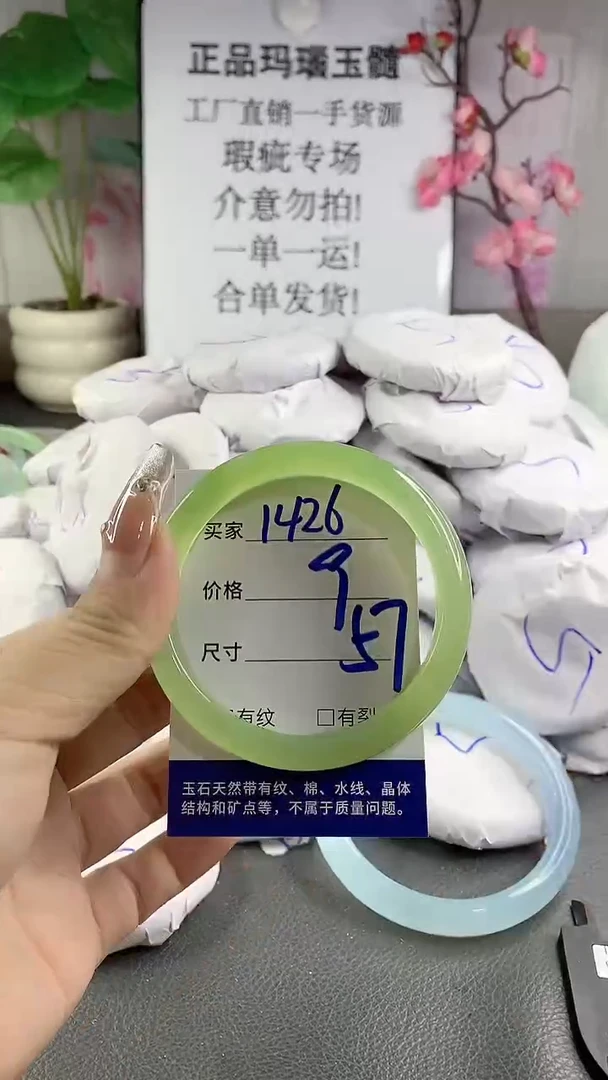 正品玛瑙玉髓
工厂直销一手货源
瑕疵专场
介意勿拍!
一单一运!
合单发货!
买家 1426
价格 9
尺寸 57
有纹 □有裂
玉石天然带有纹、棉、水线、晶体
结构和矿点等，不属于质量问题。